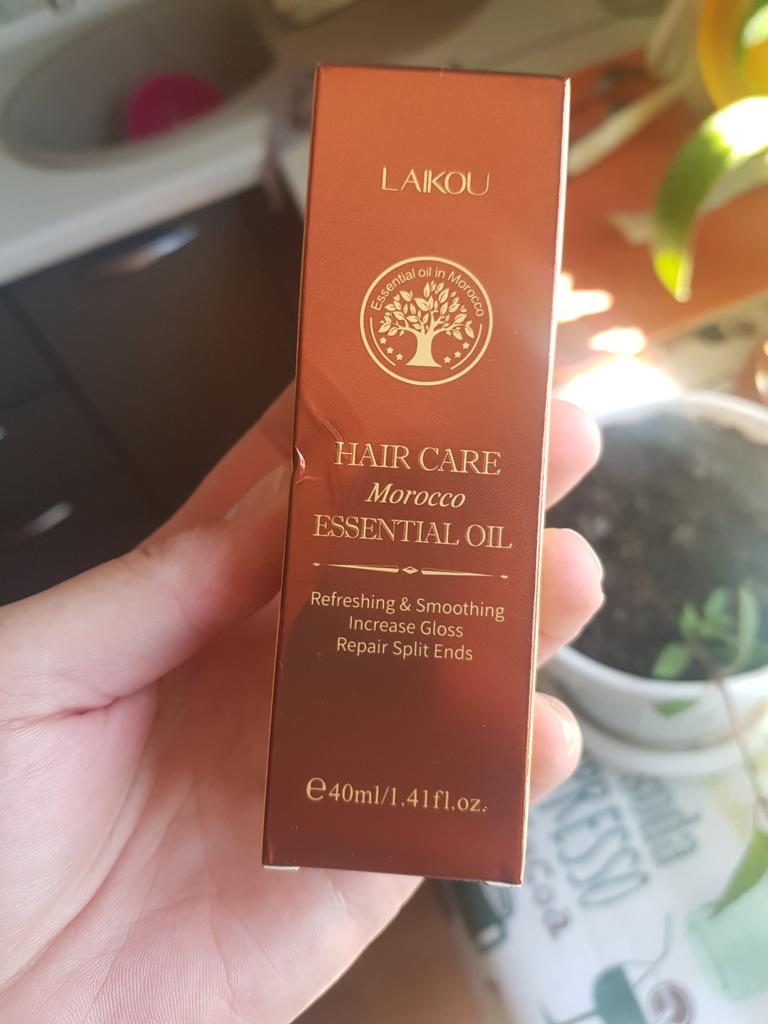 LAIKOU
Essential oil in Morocco
HAIR CARE
Morocco
ESSENTIAL OIL
Refreshing & Smoothing
Increase Gloss
Repair Split Ends
℮40ml/1.41fl.oz.
RESSO